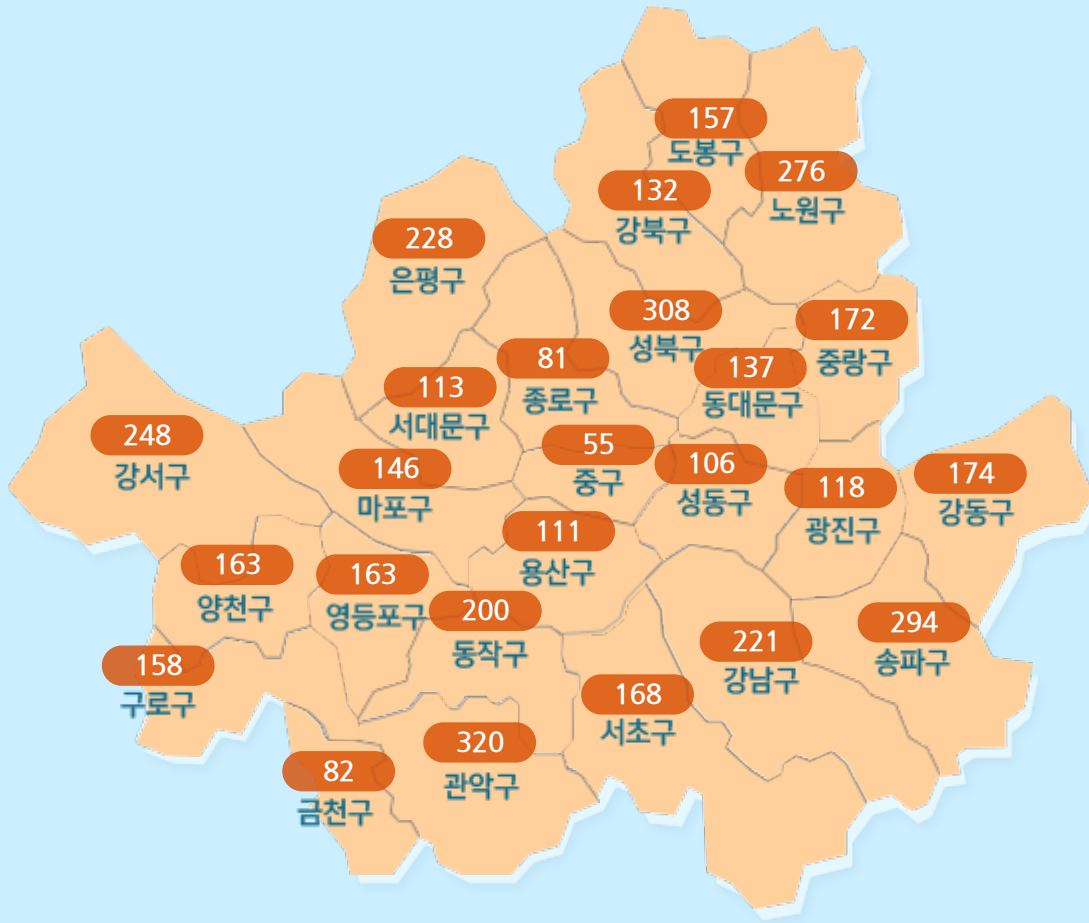 157
도봉구
276
노원구
132
강북구
228
은평구
308
성북구
172
중랑구
81
종로구
137
동대문구
113
서대문구
248
강서구
55
중구
146
마포구
106
성동구
118
광진구
174
강동구
111
용산구
163
양천구
163
영등포구
200
동작구
294
송파구
221
강남구
158
구로구
168
서초구
320
관악구
82
금천구